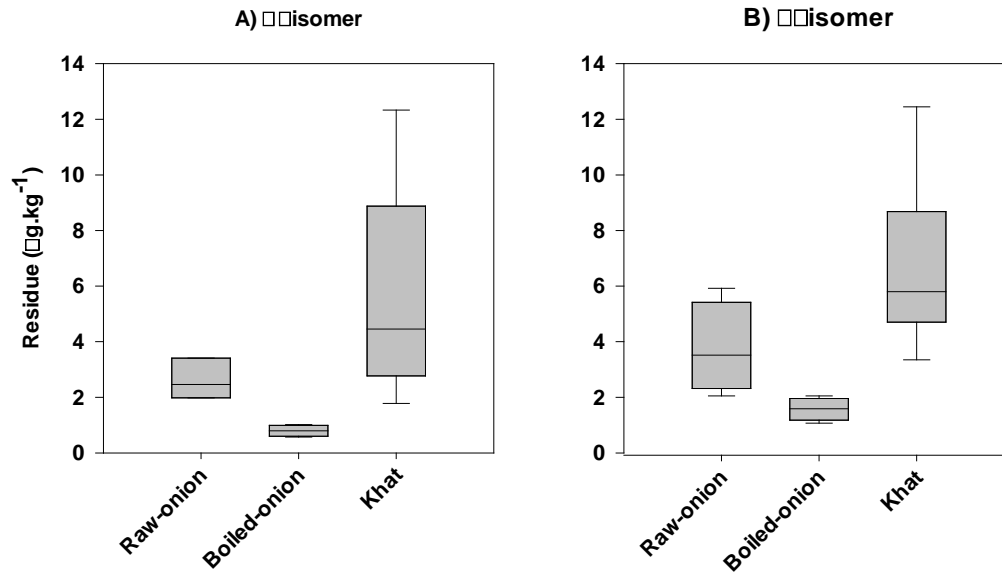 A) □□isomer
B) □□isomer
Residue (□g.kg-1)
14
12
10
8
6
4
2
0
Raw-onion
Boiled-onion
Khat
14
12
10
8
6
4
2
0
Raw-onion
Boiled-onion
Khat